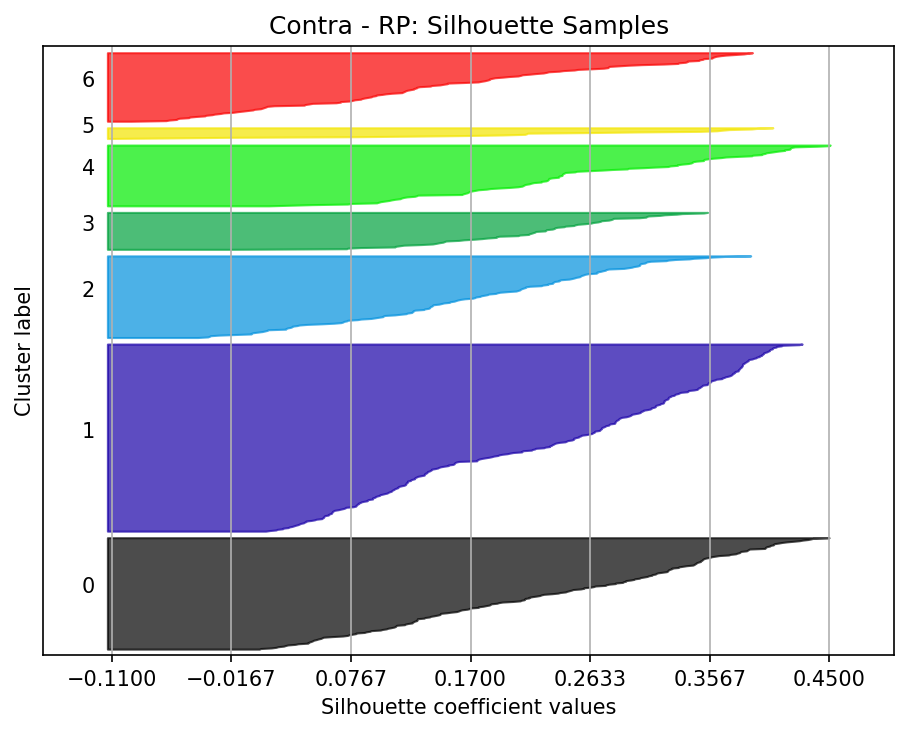 Contra - RP: Silhouette Samples
6
5
4
3
2
1
0
Cluster label
−0.1100 −0.0167 0.0767 0.1700 0.2633 0.3567 0.4500
Silhouette coefficient values